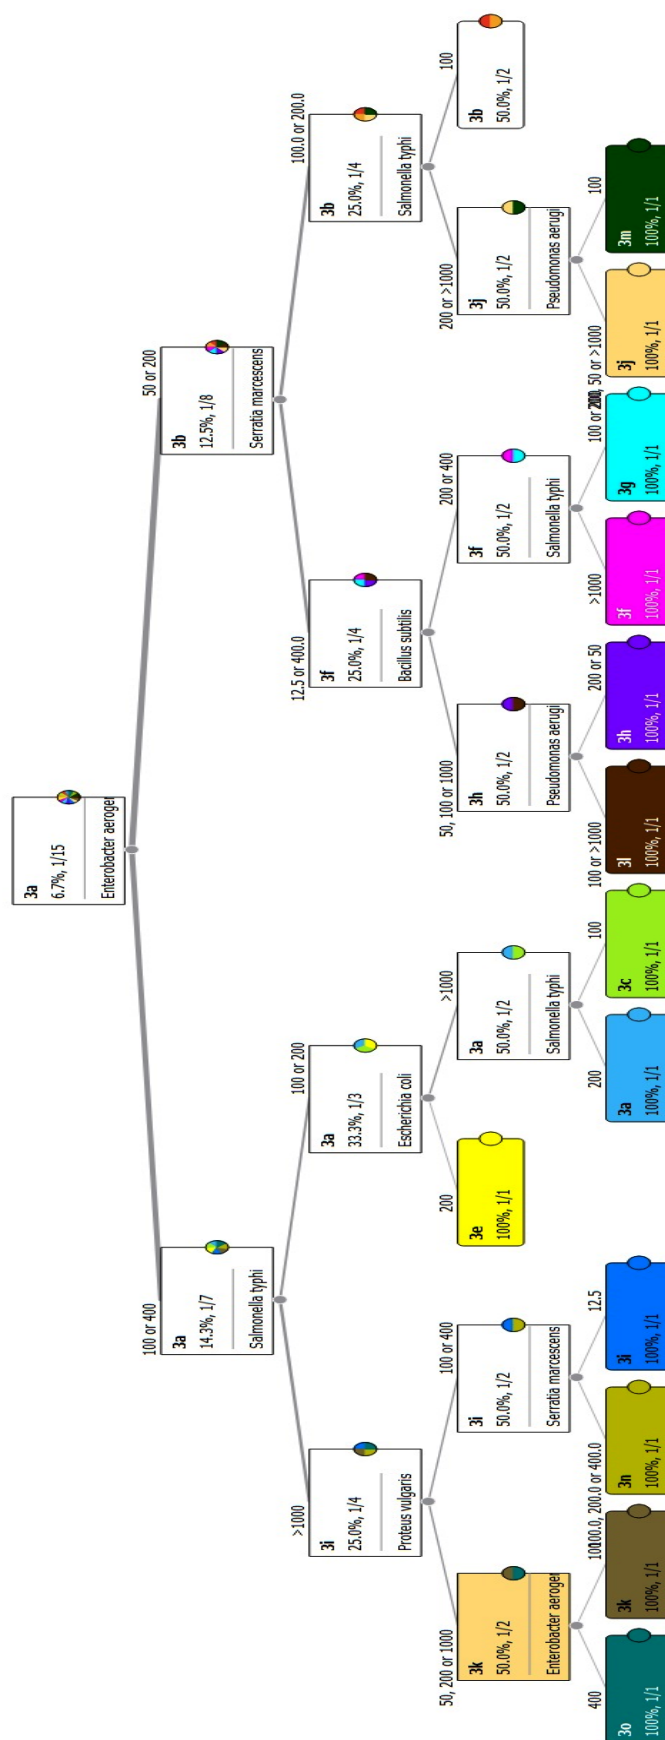 3a
6.7%, 1/15
Enterobacter aeroger
100 or 400
50 or 200
3a
14.3%, 1/7
Salmonella typhi
3b
12.5%, 1/8
Serratia marcescens
>1000
100 or 200
12.5 or 400.0
100.0 or 200.0
3i
25.0%, 1/4
Proteus vulgaris
3a
33.3%, 1/3
Escherichia coli
3f
25.0%, 1/4
Bacillus subtilis
3b
25.0%, 1/4
Salmonella typhi
50, 200 or 1000
100 or 400
200
>1000
50, 100 or 1000
200 or 400
200 or >1000
100
3k
50.0%, 1/2
Enterobacter aeroger
3i
50.0%, 1/2
Serratia marcescens
3e
100%, 1/1
3a
50.0%, 1/2
Salmonella typhi
3h
50.0%, 1/2
Pseudomonas aerugi
3f
50.0%, 1/2
Salmonella typhi
3j
50.0%, 1/2
Pseudomonas aerugi
3b
50.0%, 1/2
400
100.0, 200.0 or 400.0
12.5
200
100
100 or >1000
200 or 50
>1000
100 or 200
50 or >1000
100
3o
100%, 1/1
3k
100%, 1/1
3n
100%, 1/1
3i
100%, 1/1
3a
100%, 1/1
3c
100%, 1/1
3l
100%, 1/1
3h
100%, 1/1
3f
100%, 1/1
3g
100%, 1/1
3j
100%, 1/1
3m
100%, 1/1